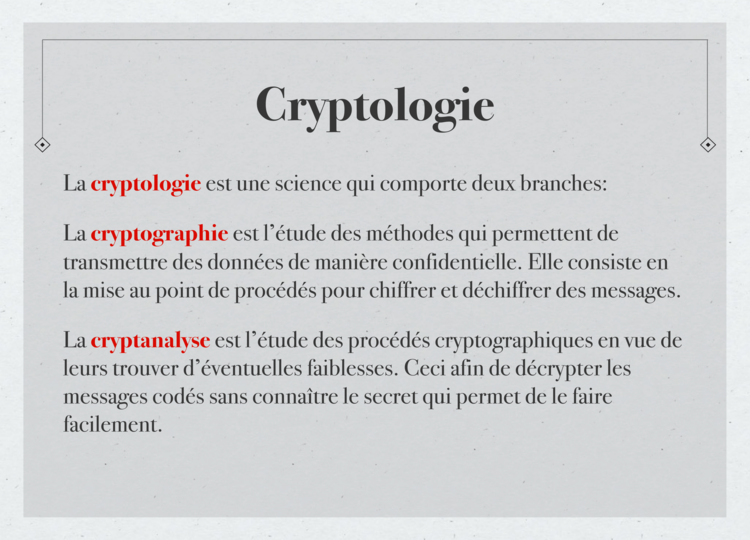 Cryptologie
La cryptologie est une science qui comporte deux branches:
La cryptographie est l’étude des méthodes qui permettent de
transmettre des données de manière confidentielle. Elle consiste en
la mise au point de procédés pour chiffrer et déchiffrer des messages.
La cryptanalyse est l’étude des procédés cryptographiques en vue de
leurs trouver d’éventuelles faiblesses. Ceci afin de décrypter les
messages codés sans connaître le secret qui permet de le faire
facilement.